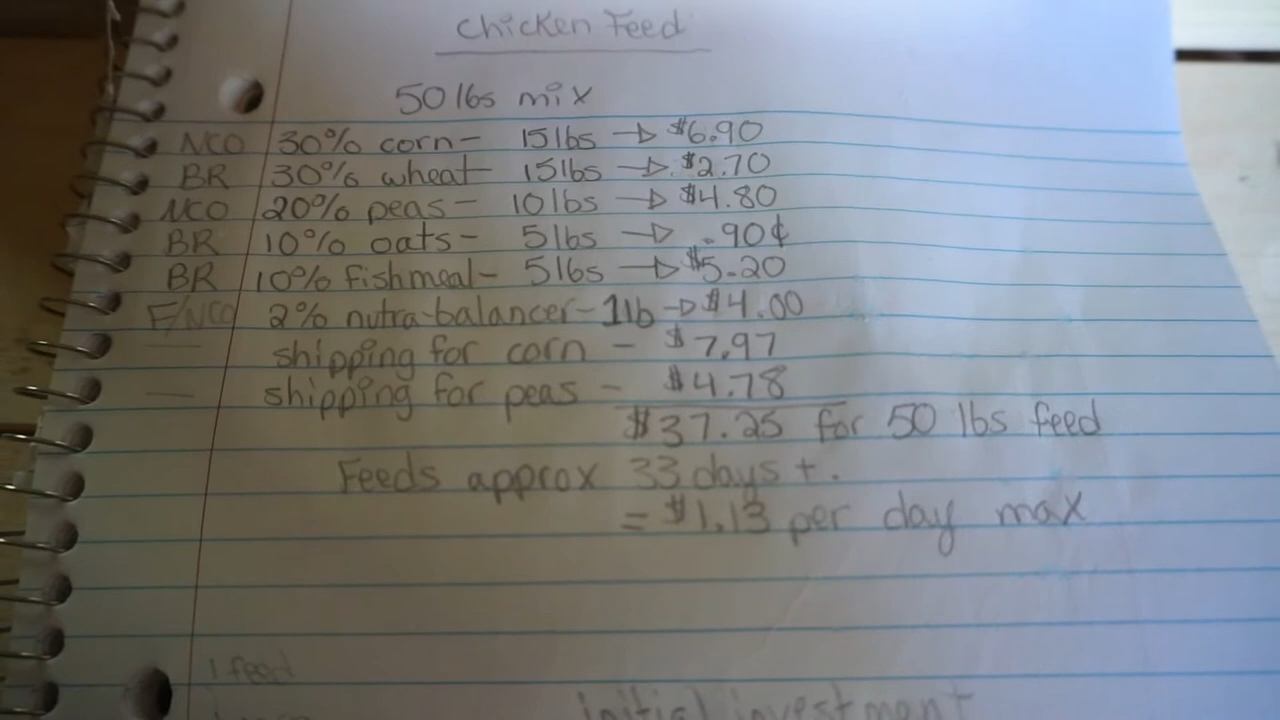 Chicken Feed
50 lbs mix
NCO 30% corn - 15lbs → $6.90
BR 30% wheat 15lbs → $2.70
NCO 20% peas - 10lbs → $4.80
BR 10% oats - 5lbs → .90¢
BR 10% fishmeal - 5lbs → $5.20
F/NCO 2% nutra-balancer - 1lb → $4.00
— shipping for corn - $7.97
— shipping for peas - $4.78
$37.25 for 50 lbs feed
Feeds approx 33 days +.
= $1.13 per day max
1 feed
initial investment